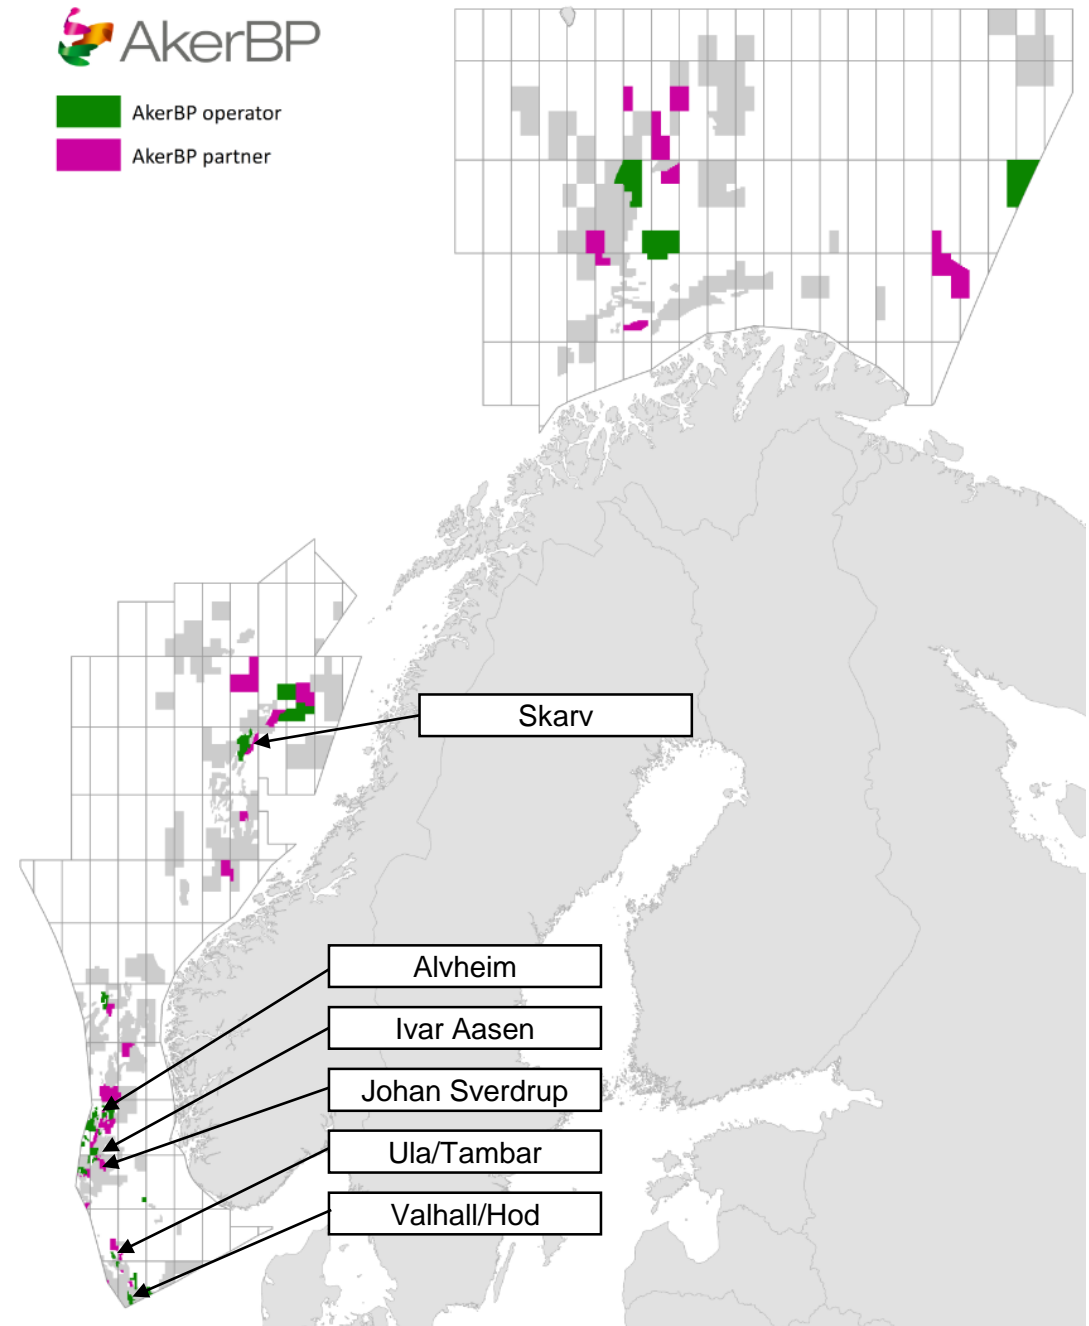 AkerBP
AkerBP operator
AkerBP partner
Skarv
Alvheim
Ivar Aasen
Johan Sverdrup
Ula/Tambar
Valhall/Hod